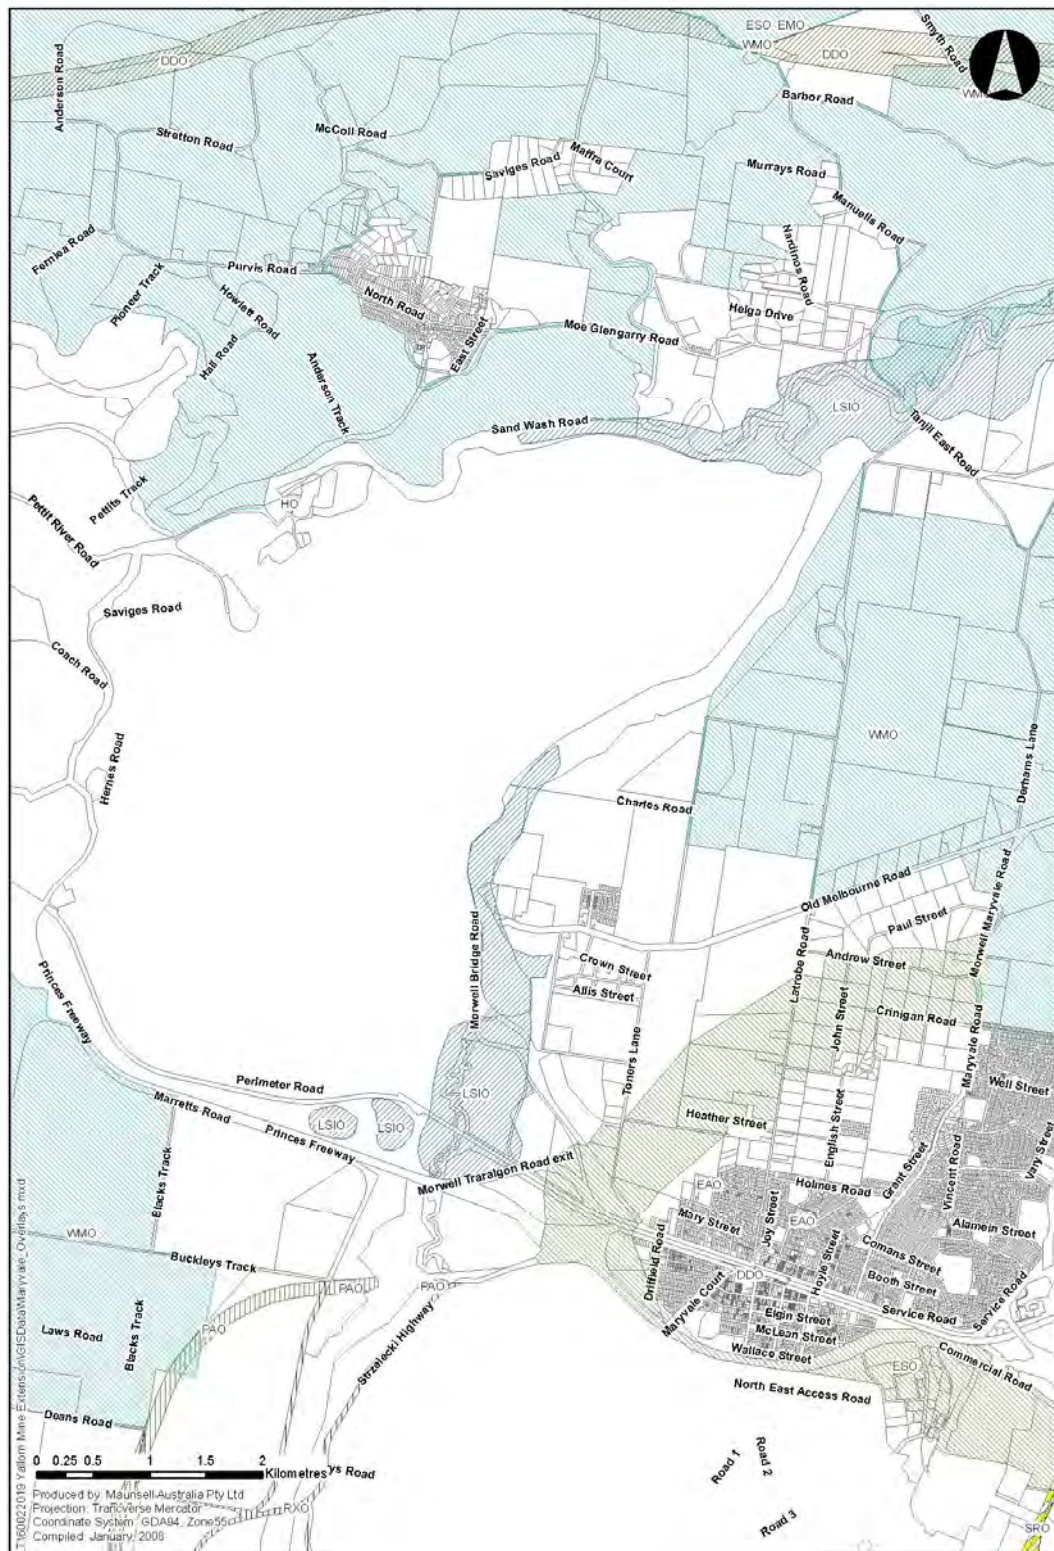 ESO EMO
WMO
DDO
DDO
Smyth Road
WMO
Anderson Road
Barbor Road
Stretton Road
McColl Road
Saviges Road
Maffra Court
Murrays Road
Manuells Road
Fernlea Road
Pioneer Track
Purvis Road
Howlett Road
Hall Road
North Road
East Street
Nardinos Road
Helga Drive
Moe Glengarry Road
Anderson Track
Sand Wash Road
LSIO
Tanjil East Road
Pettits Track
HO
Pettit River Road
Saviges Road
Coach Road
Hernes Road
WMO
Derhams Lane
Charles Road
Old Melbourne Road
Paul Street
Morwell Bridge Road
Crown Street
Allis Street
Latrobe Road
Andrew Street
Morwell Maryvale Road
John Street
Crinigan Road
Maryvale Road
Princes Freeway
Toners Lane
Perimeter Road
Marretts Road
LSIO
LSIO
LSIO
Well Street
Princes Freeway
Heather Street
English Street
Grant Street
Vincent Road
Vary Street
Morwell Traralgon Road exit
Blacks Track
EAO
Holmes Road
Mary Street
Joy Street
EAO
Alamein Street
WMO
Buckleys Track
Driffield Road
Hoyle Street
Comans Street
PAO
PAO
DDO
Booth Street
Maryvale Court
Elgin Street
Service Road
Service Road
PAO
Laws Road
Blacks Track
Strzelecki Highway
McLean Street
Wallace Street
ESO
Commercial Road
North East Access Road
Deans Road
Road 1
Road 2
Road 3
0 0.25 0.5 1 1.5 2
Kilometres
ys Road
RXO
SRO
Produced by: Maunsell Australia Pty Ltd
Projection: Trancverse Mercator
Coordinate System: GDA94, Zone55
Compiled: January, 2008